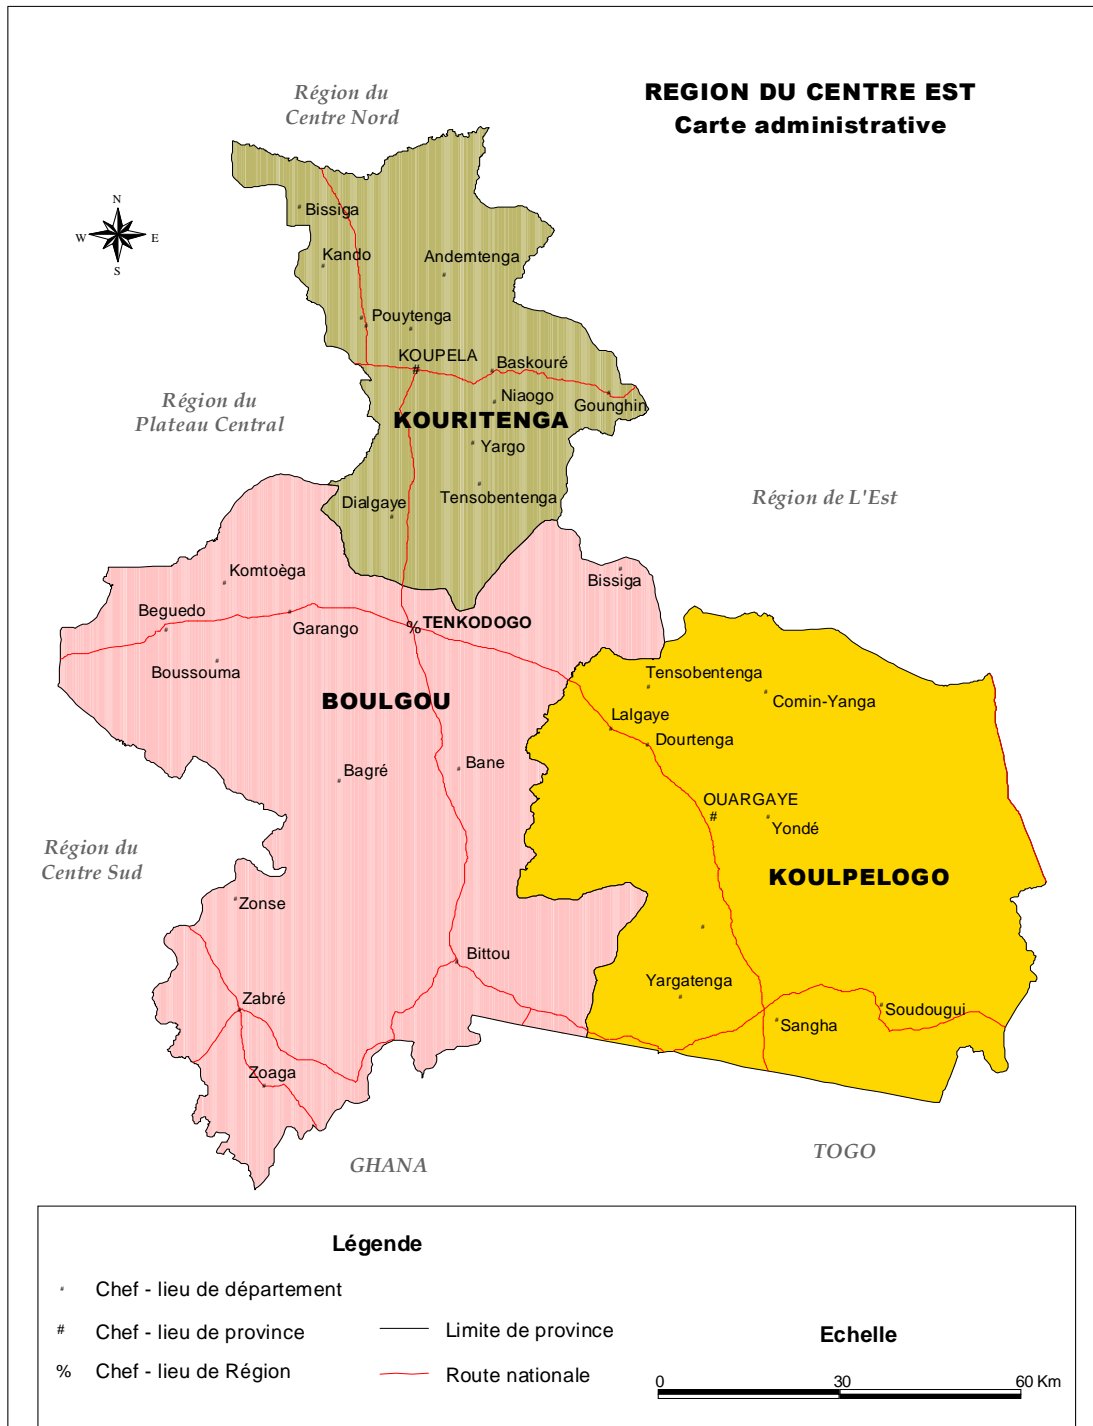 REGION DU CENTRE EST
Carte administrative
Région du
Centre Nord
N
W
E
S
Bissiga
Kando
Andemtenga
Pouytenga
KOUPELA
Baskouré
Niaogo
Gounghin
Région du
Plateau Central
KOURITENGA
Yargo
Tensobentenga
Dialgaye
Région de L'Est
Bissiga
Komtoèga
Beguedo
Garango
TENKODOGO
Boussouma
BOULGOU
Tensobentenga
Comin-Yanga
Lalgaye
Dourtenga
Bagré
Bane
OUARGAYE
Yondé
Région du
Centre Sud
KOULPELOGO
Zonse
Bittou
Yargatenga
Zabré
Soudougui
Sangha
Zoaga
GHANA
TOGO
Légende
Chef - lieu de département
# Chef - lieu de province
Limite de province
% Chef - lieu de Région
Route nationale
Echelle
0 30 60 Km